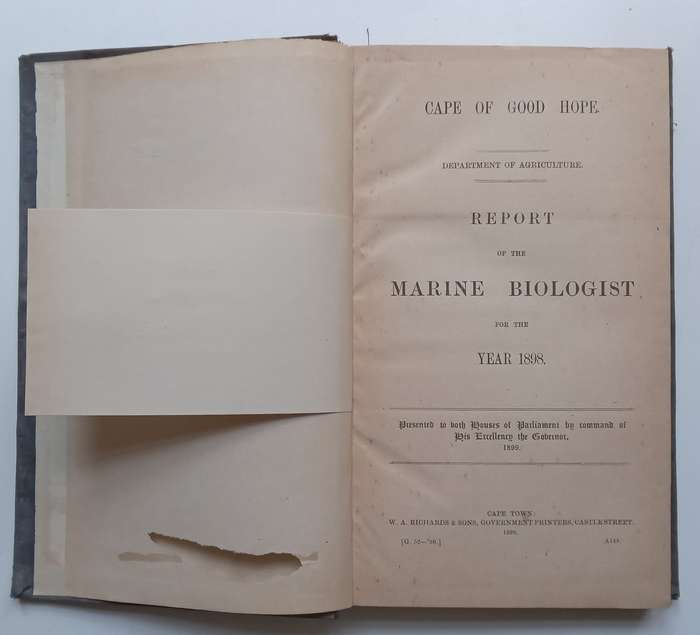 CAPE OF GOOD HOPE.
DEPARTMENT OF AGRICULTURE.
REPORT
OF THE
MARINE BIOLOGIST
FOR THE
YEAR 1898.
Presented to both Houses of Parliament by command of
His Excellency the Governor.
1899.
CAPE TOWN:
W. A. RICHARDS & SONS, GOVERNMENT PRINTERS, CASTLE STREET.
1899.